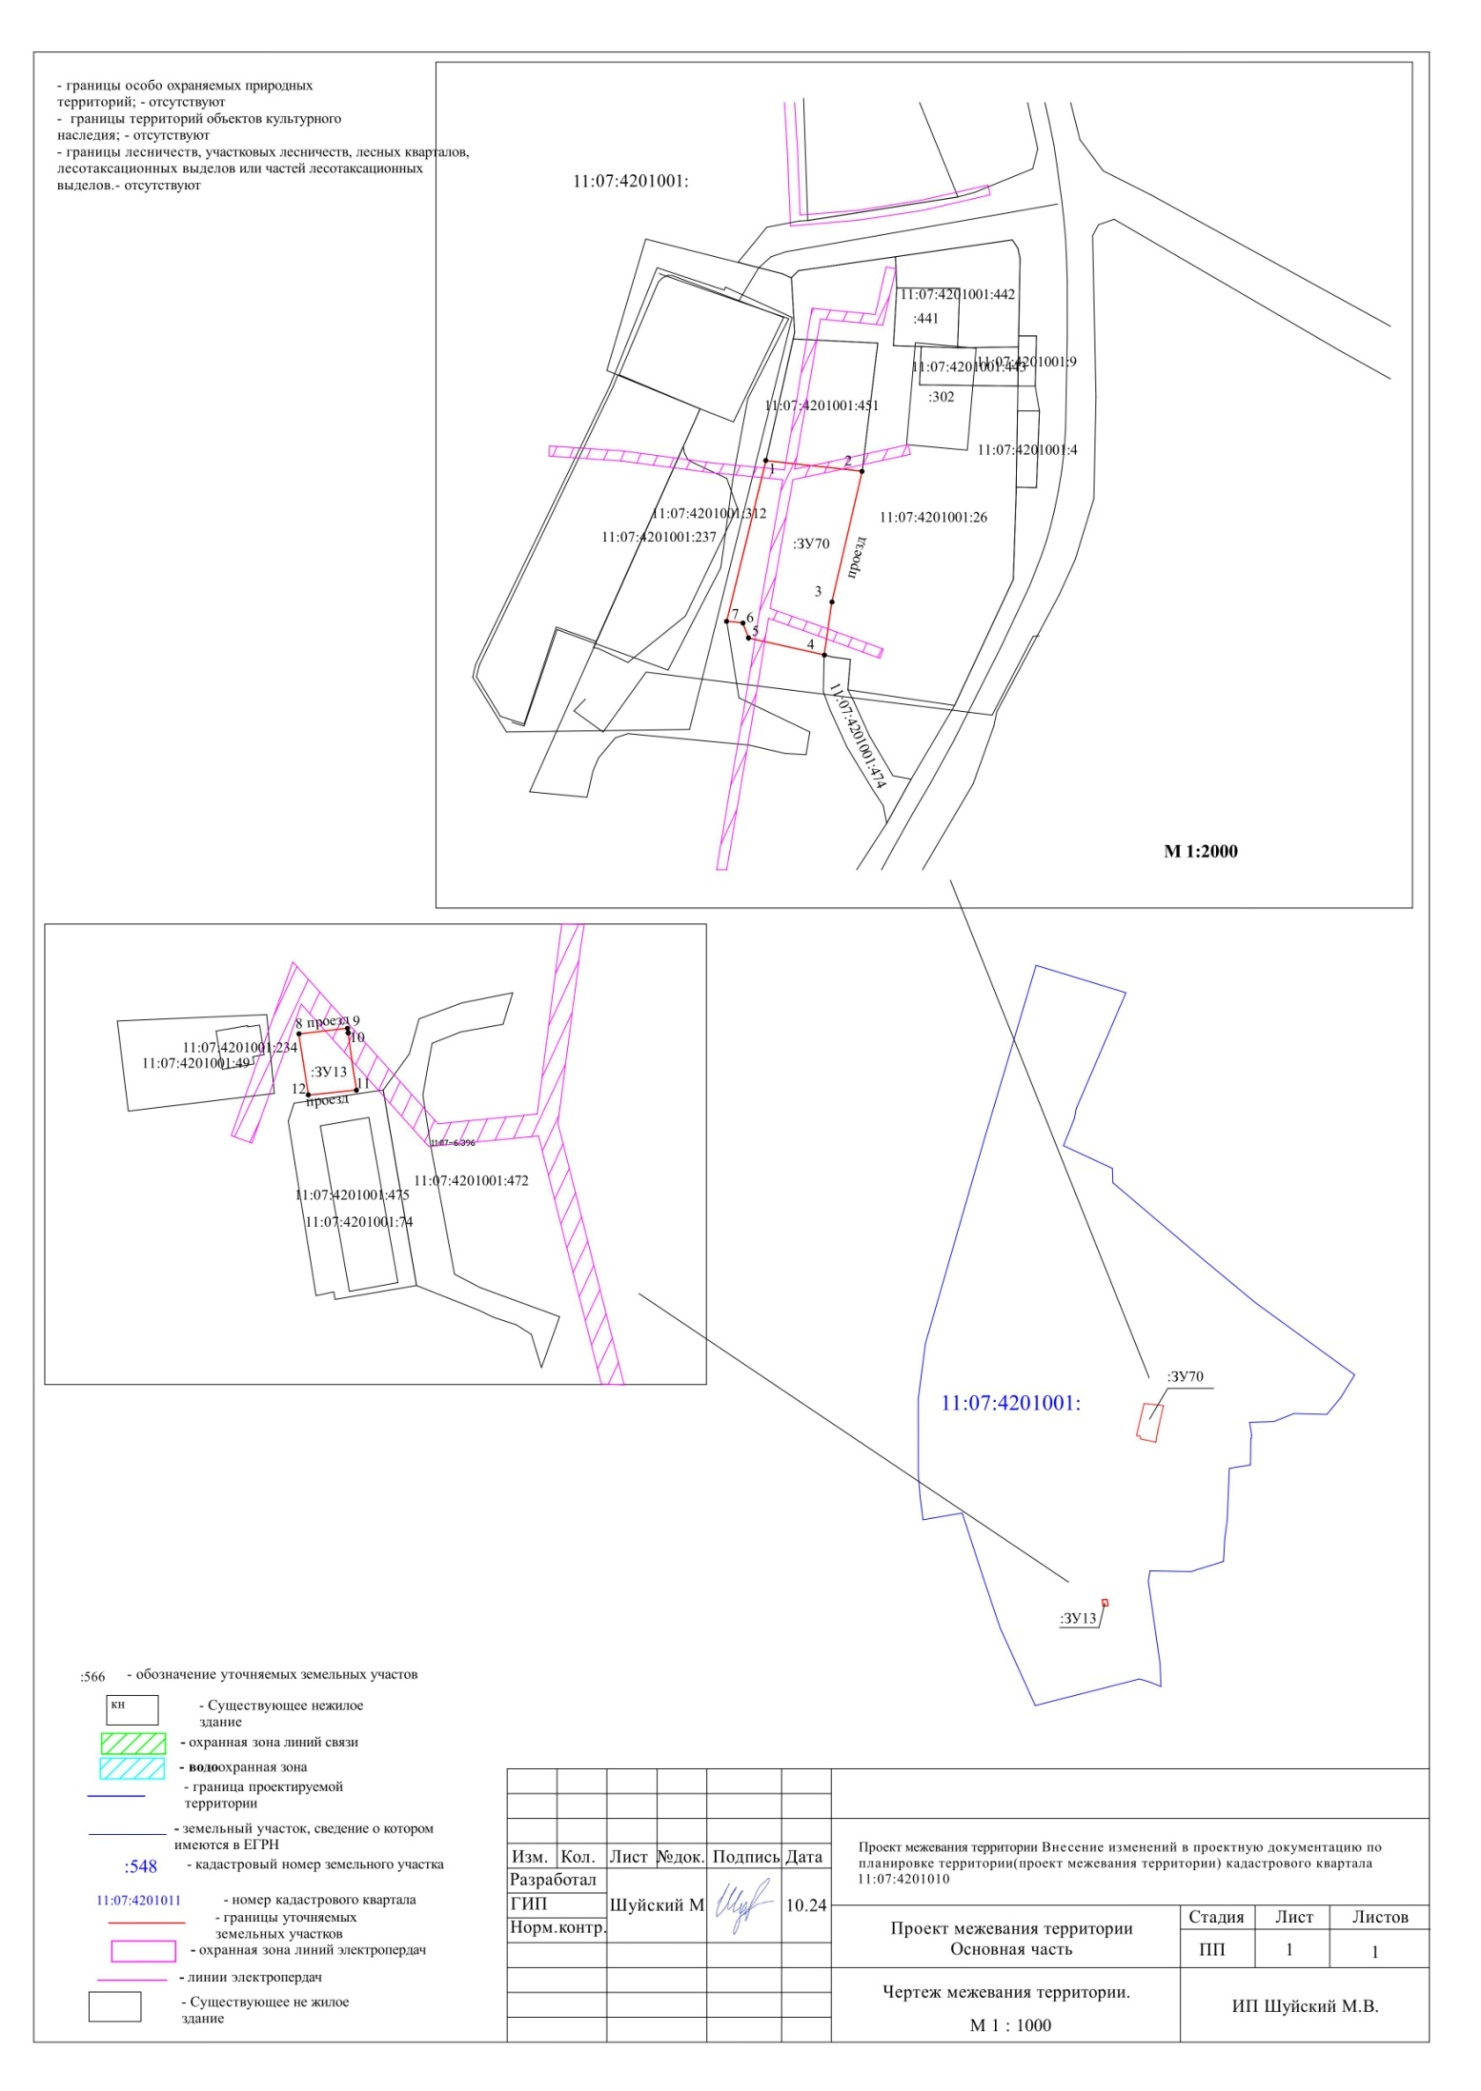 - границы особо охраняемых природных
территорий; - отсутствуют
- границы территорий объектов культурного
наследия; - отсутствуют
- границы лесничеств, участковых лесничеств, лесных кварталов,
лесотаксационных выделов или частей лесотаксационных
выделов.- отсутствуют
11:07:4201001:
11:07:4201001:442
:441
11:07:4201001:9
11:07:4201001:443
:302
11:07:4201001:451
11:07:4201001:4
1
2
11:07:4201001:312
11:07:4201001:26
11:07:4201001:237
:ЗУ70
проезд
3
7
6
5
4
11:07:4201001:474
М 1:2000
8 проезд 9
10
11:07:4201001:234
11:07:4201001:49
:ЗУ13
12
11
проезд
11:07-6.396
11:07:4201001:472
11:07:4201001:475
11:07:4201001:74
:ЗУ70
11:07:4201001:
:ЗУ13
:566 - обозначение уточняемых земельных участов
кн
- Существующее нежилое
здание
- охранная зона линий связи
- водоохранная зона
- граница проектируемой
территории
- земельный участок, сведение о котором
имеются в ЕГРН
:548 - кадастровый номер земельного участка
11:07:4201011 - номер кадастрового квартала
- границы уточняемых
земельных участков
- охранная зона линий электропердач
- линии электропердач
- Существующее не жилое
здание
Изм. Кол. Лист №док. Подпись Дата
Разработал
ГИП
Норм.контр.
Шуйский М
10.24
Проект межевания территории Внесение изменений в проектную документацию по
планировке территории(проект межевания территории) кадастрового квартала
11:07:4201010
Проект межевания территории
Основная часть
Стадия Лист Листов
ПП 1 1
Чертеж межевания территории.
М 1 : 1000
ИП Шуйский М.В.